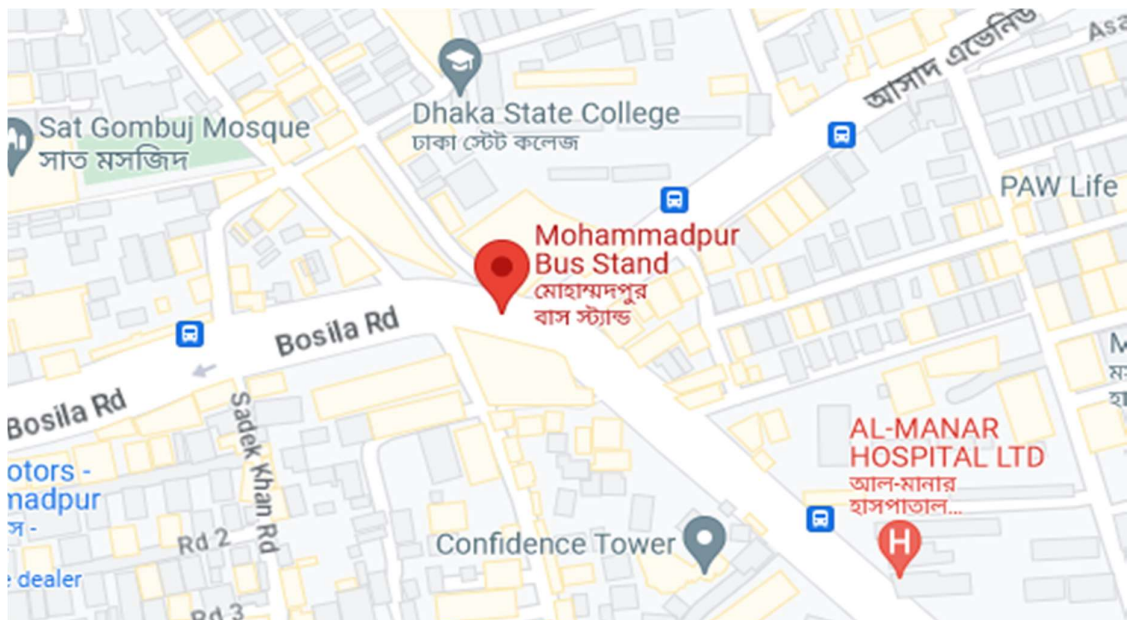 আসাদ এভেনিউ
Asa
Dhaka State College
ঢাকা স্টেট কলেজ
Sat Gombuj Mosque
সাত মসজিদ
PAW Life
Mohammadpur
Bus Stand
মোহাম্মদপুর
বাস স্ট্যান্ড
Bosila Rd
Bosila Rd
Sadek Khan Rd
AL-MANAR
HOSPITAL LTD
আল-মানার
হাসপাতাল...
H
otors -
madpur
স -
e dealer
Rd 2
Confidence Tower
Rd 3